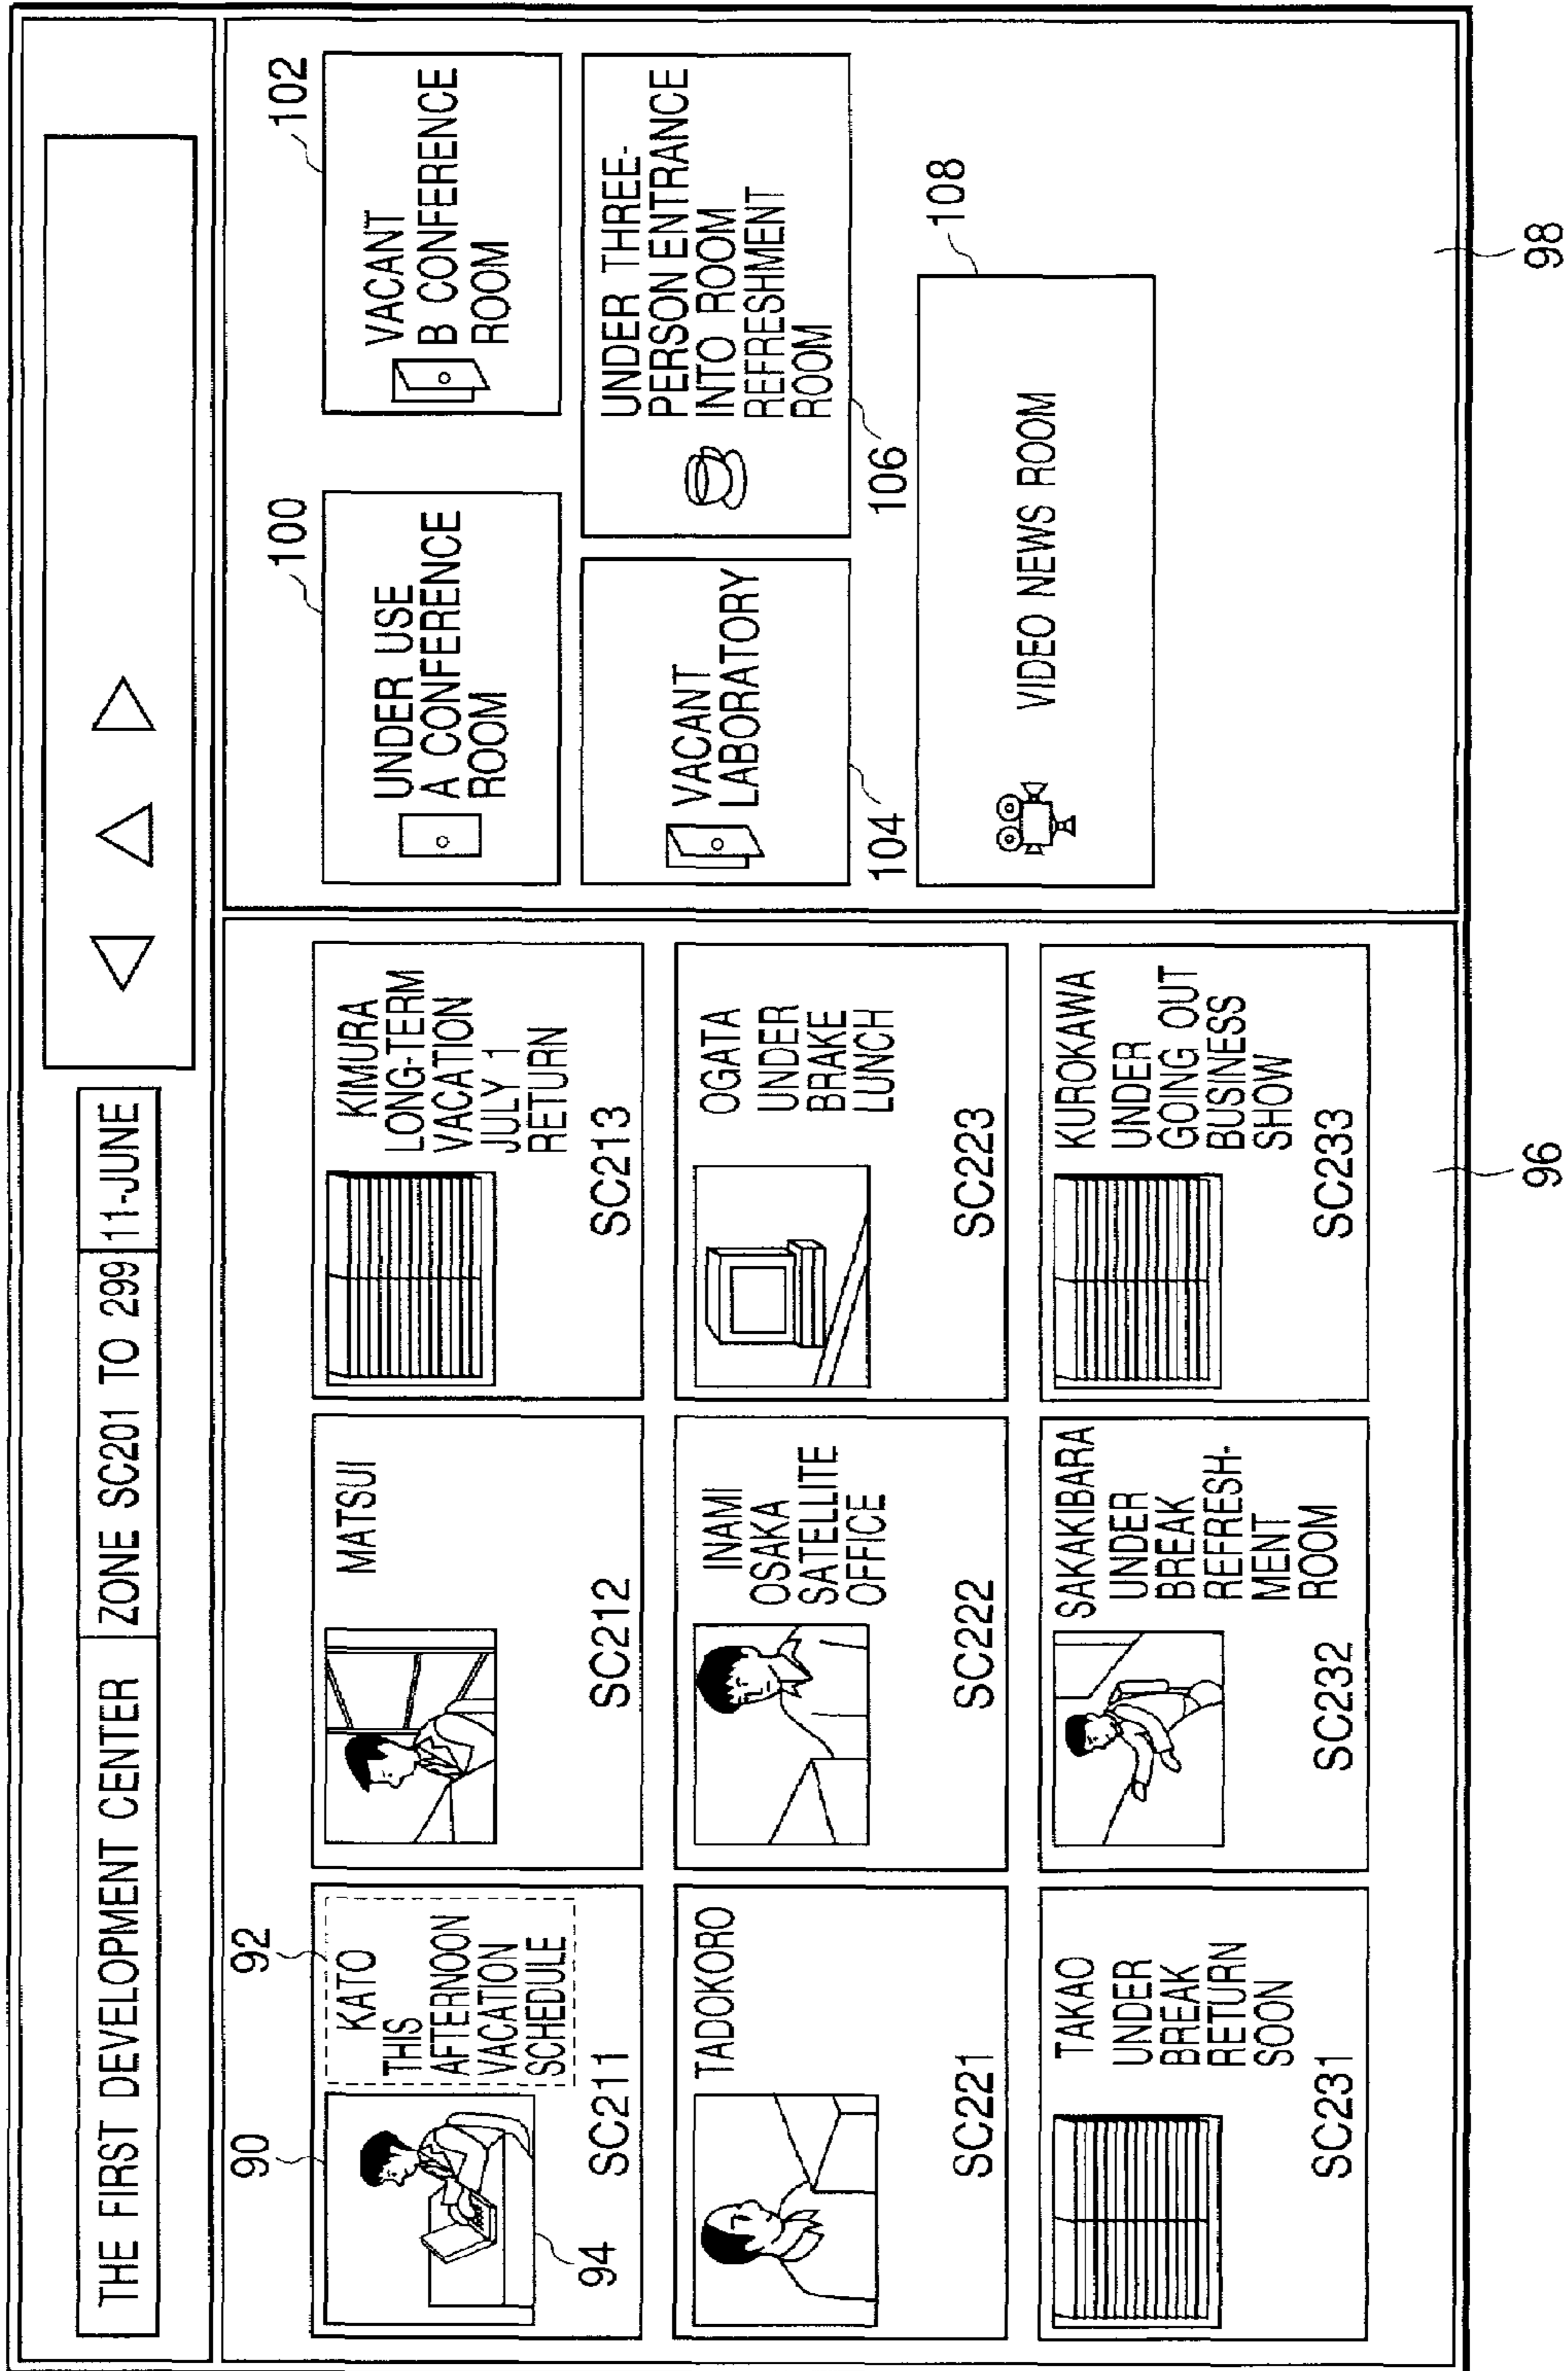 THE FIRST DEVELOPMENT CENTER
ZONE SC201 TO 299
11-JUNE
90
92
KATO
THIS
AFTERNOON
VACATION
SCHEDULE
94
SC211
MATSUI
SC212
KIMURA
LONG-TERM
VACATION
JULY 1
RETURN
SC213
TADOKORO
SC221
INAMI
OSAKA
SATELLITE
OFFICE
SC222
OGATA
UNDER
BRAKE
LUNCH
SC223
TAKAO
UNDER
BREAK
RETURN
SOON
SC231
SAKAKIBARA
UNDER
BREAK
REFRESH-
MENT
ROOM
SC232
KUROKAWA
UNDER
GOING OUT
BUSINESS
SHOW
SC233
96
100
UNDER USE
A CONFERENCE
ROOM
102
VACANT
B CONFERENCE
ROOM
VACANT
LABORATORY
104
UNDER THREE-
PERSON ENTRANCE
INTO ROOM
REFRESHMENT
ROOM
106
108
VIDEO NEWS ROOM
98